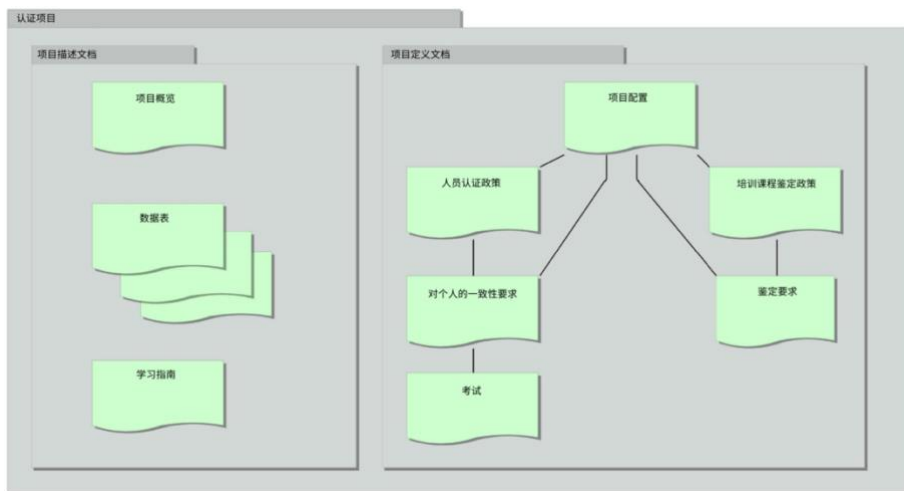 认证项目
项目描述文档
项目概览
数据表
学习指南
项目定义文档
项目配置
人员认证政策
培训课程鉴定政策
对个人的一致性要求
鉴定要求
考试